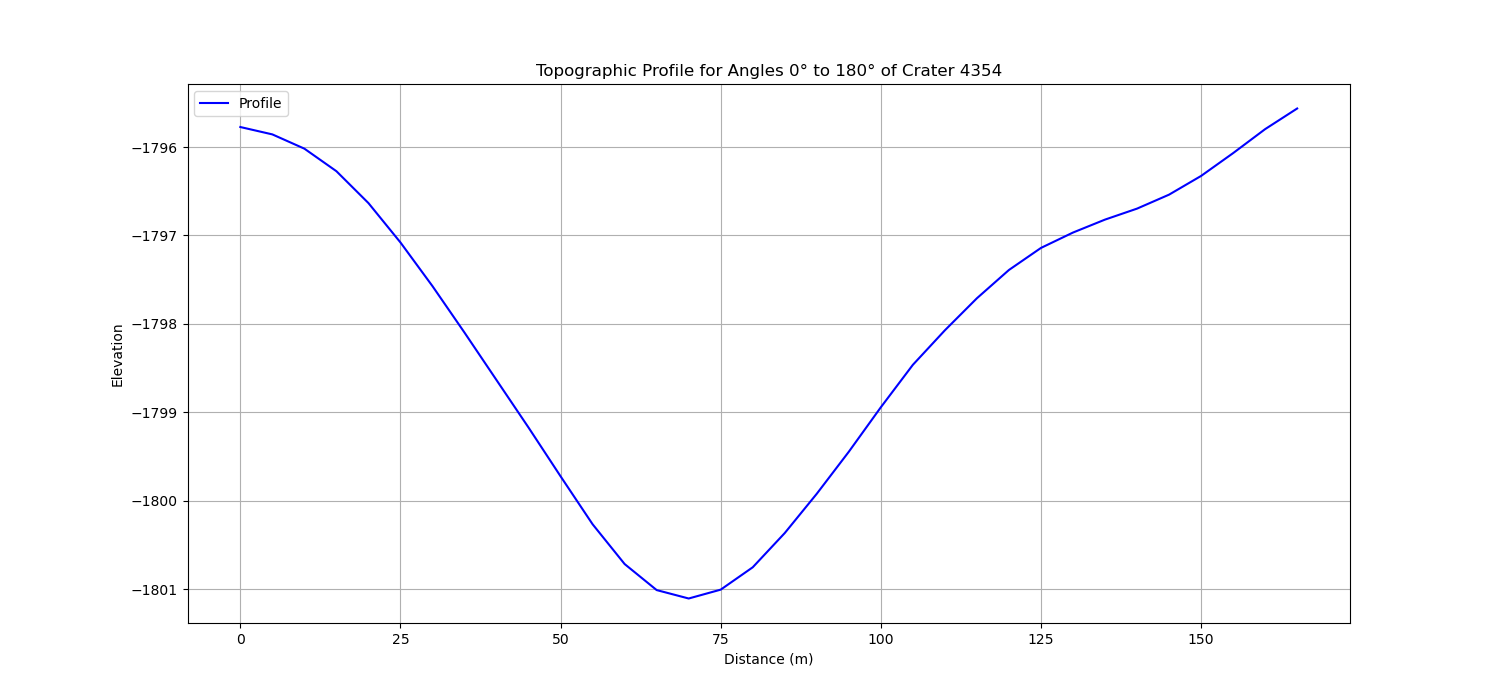 Topographic Profile for Angles 0° to 180° of Crater 4354
Profile
−1796
−1797
−1798
−1799
−1800
−1801
Elevation
0 25 50 75 100 125 150
Distance (m)